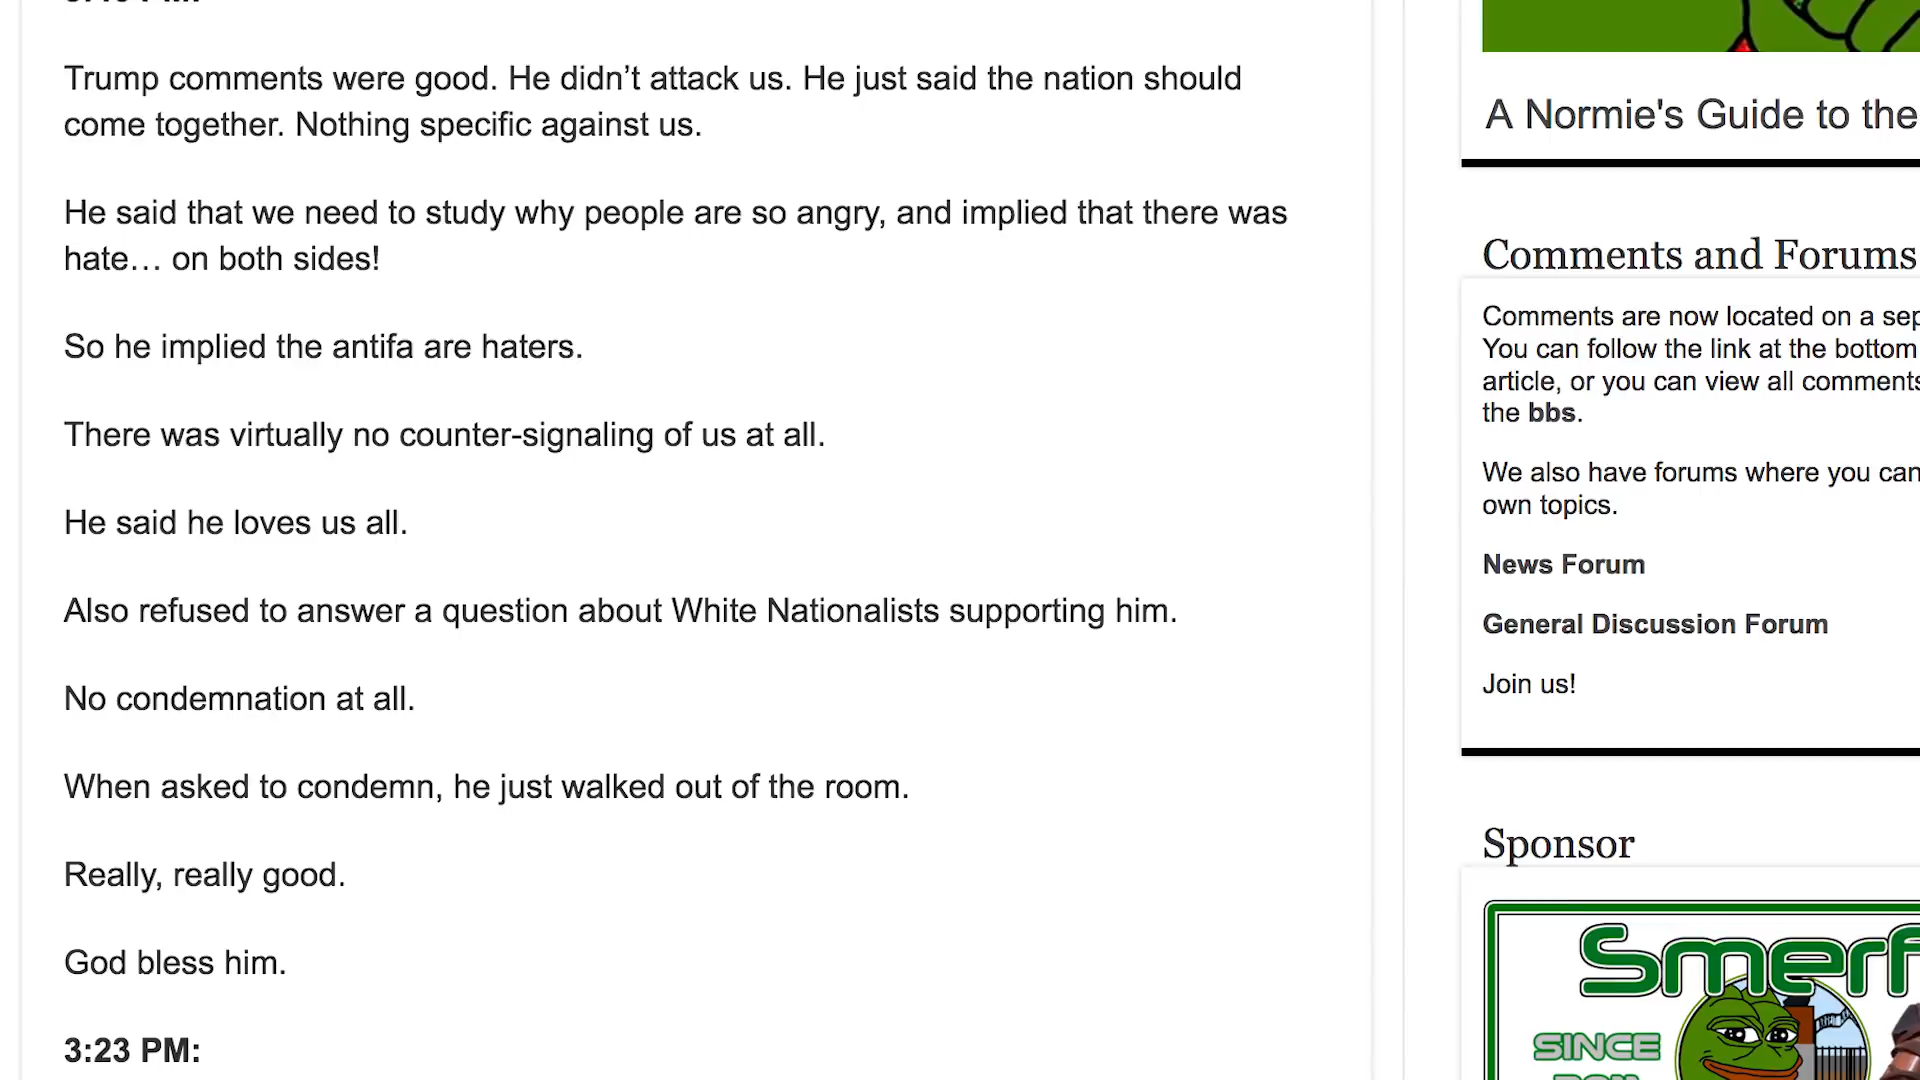 Trump comments were good. He didn’t attack us. He just said the nation should
come together. Nothing specific against us.
He said that we need to study why people are so angry, and implied that there was
hate… on both sides!
So he implied the antifa are haters.
There was virtually no counter-signaling of us at all.
He said he loves us all.
Also refused to answer a question about White Nationalists supporting him.
No condemnation at all.
When asked to condemn, he just walked out of the room.
Really, really good.
God bless him.
3:23 PM:
A Normie's Guide to the
Comments and Forums
Comments are now located on a
You can follow the link at the bottom
article, or you can view all comments
the bbs.
We also have forums where you can
own topics.
News Forum
General Discussion Forum
Join us!
Sponsor
SINCE